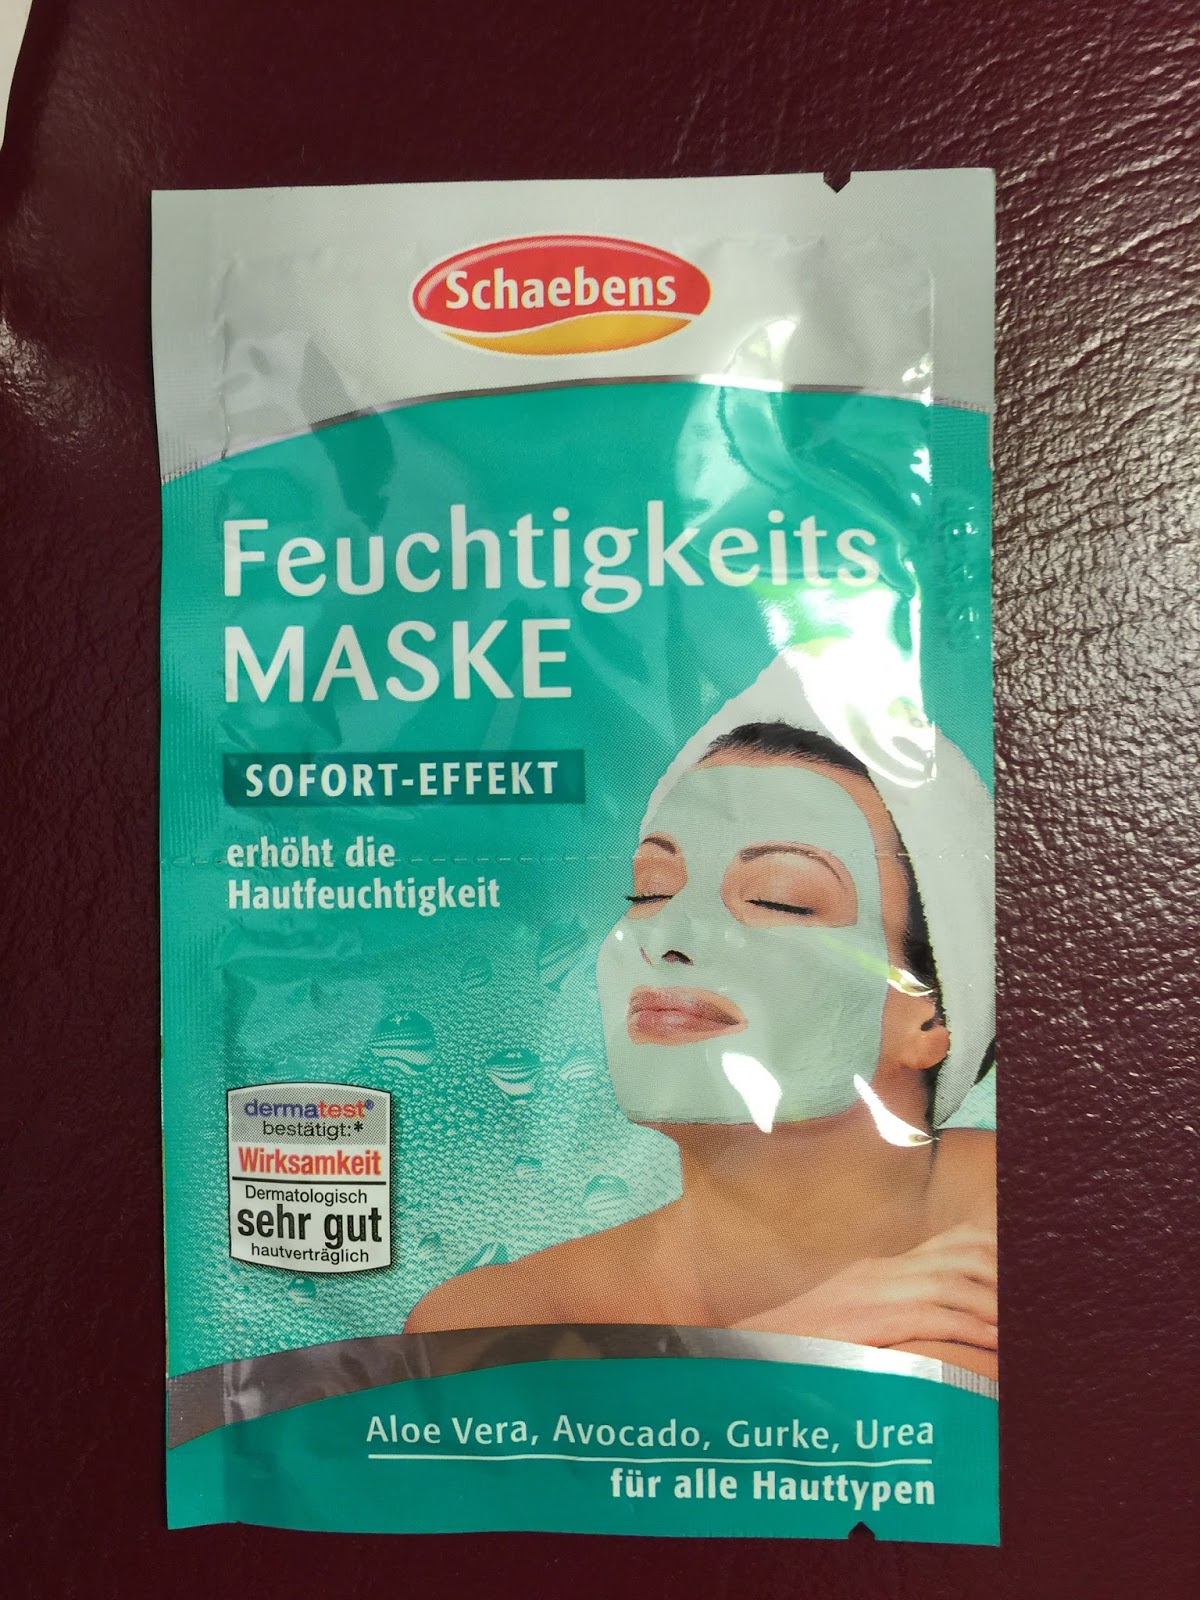 Schaebens
Feuchtigkeits
MASKE
SOFORT-EFFEKT
erhöht die
Hautfeuchtigkeit
dermatest®
bestätigt:*
Wirksamkeit
Dermatologisch
sehr gut
hautverträglich
Aloe Vera, Avocado, Gurke, Urea
für alle Hauttypen